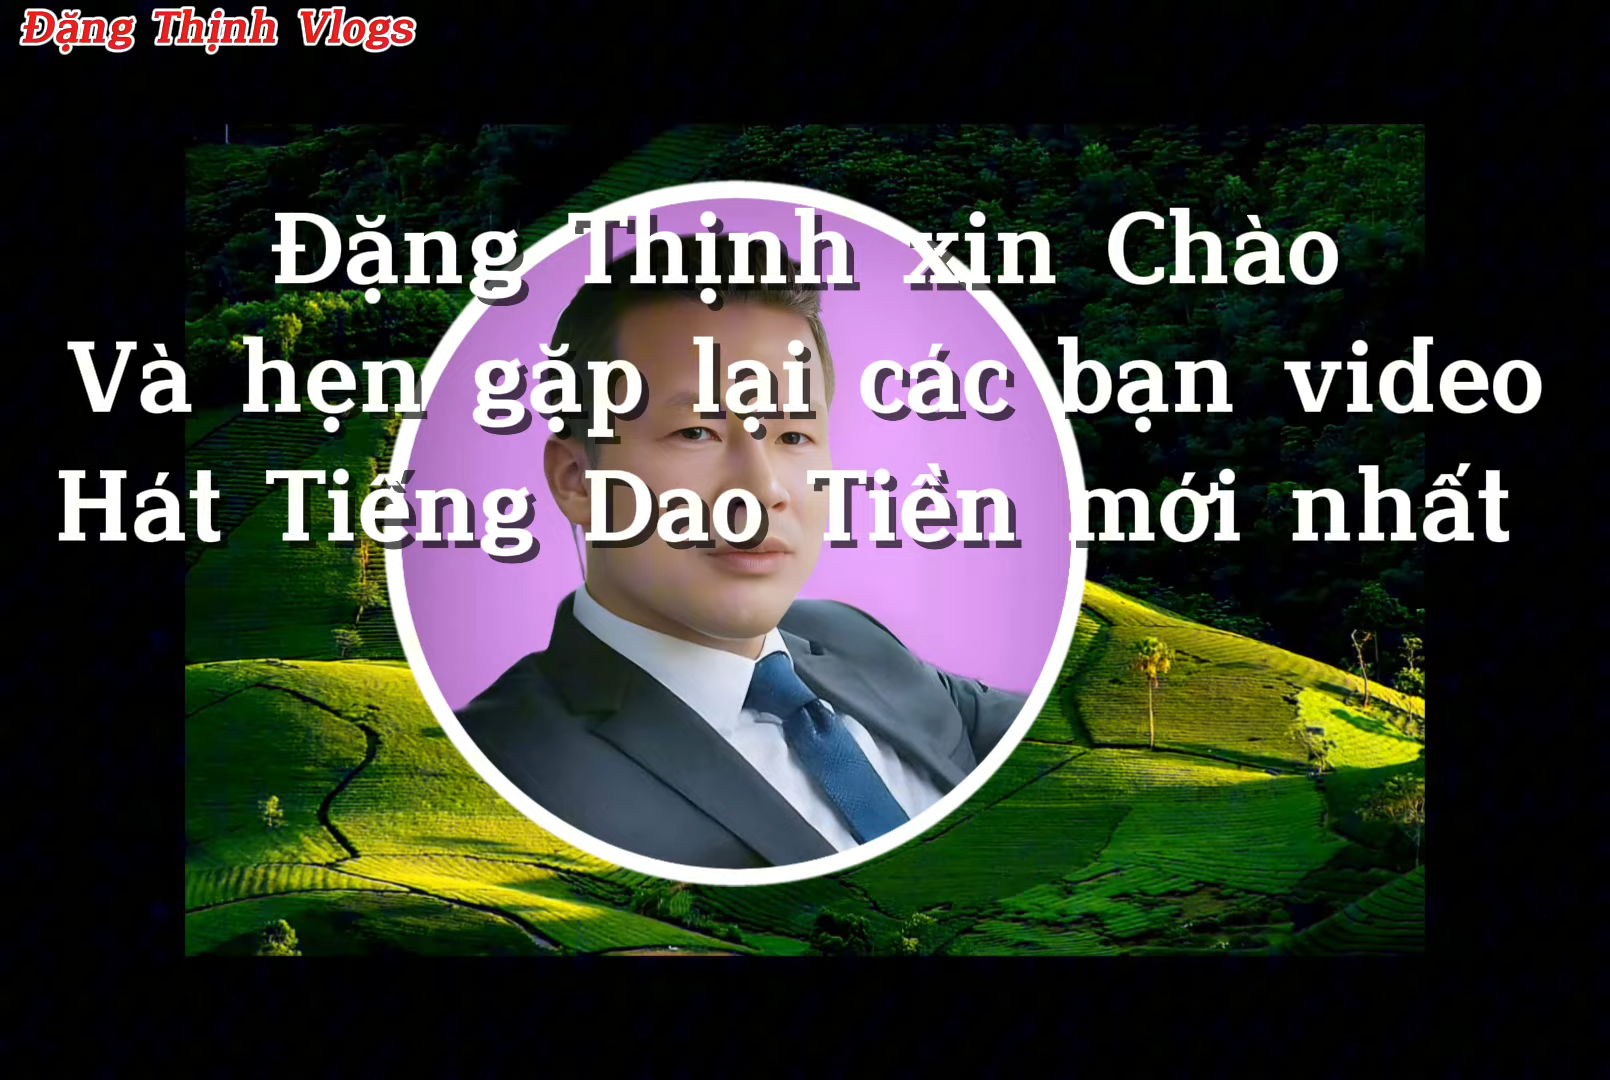 Đặng Thịnh Vlogs
Đặng Thịnh xin Chào
Và hẹn gặp lại các bạn video
Hát Tiếng Dao Tiền mới nhất